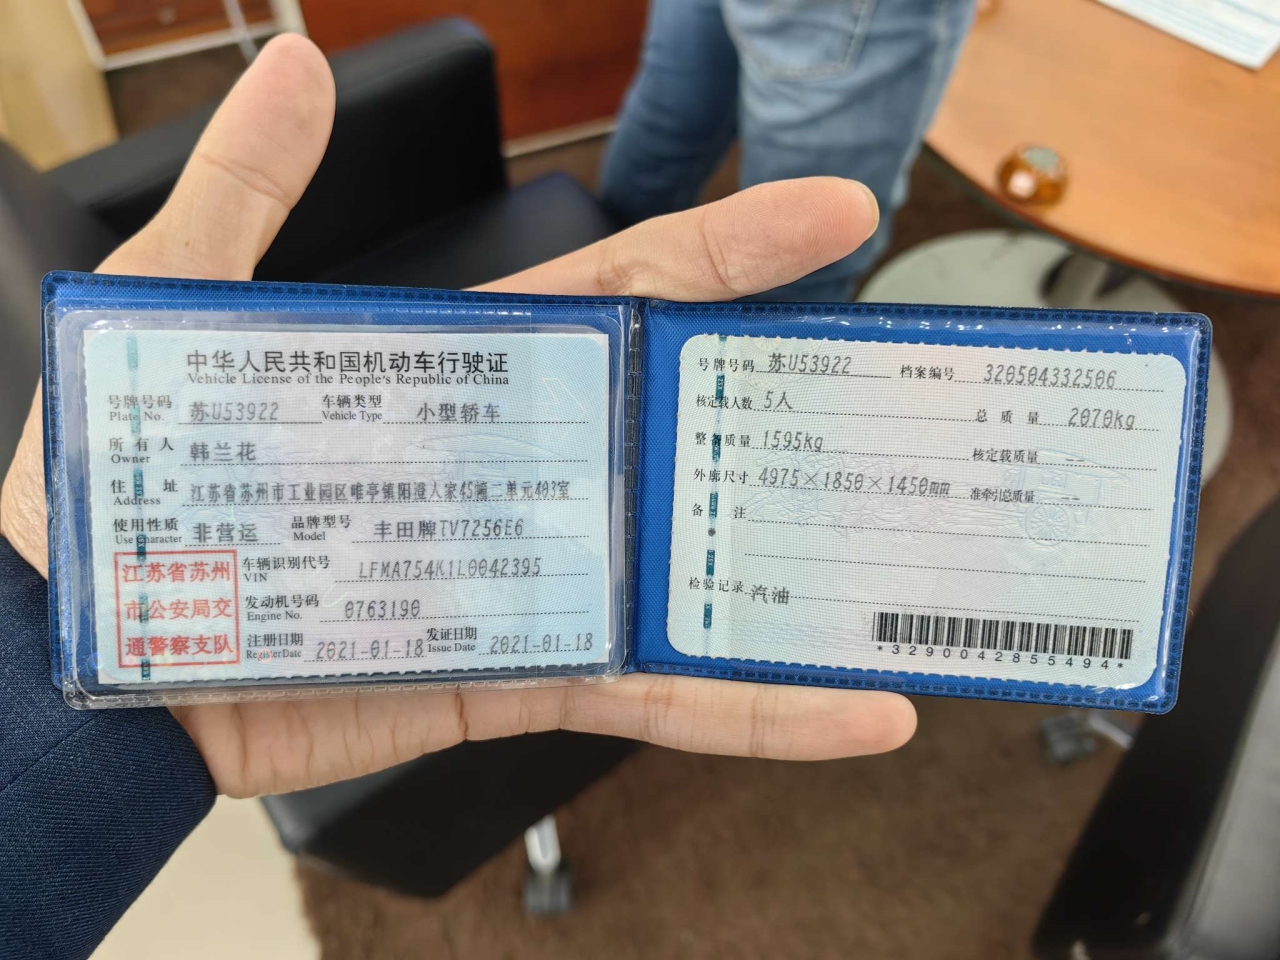 中华人民共和国机动车行驶证
Vehicle License of the People's Republic of China
号牌号码 Plate No. 苏U53922 车辆类型 Vehicle Type 小型轿车
所有人 Owner 韩兰花
住址 Address 江苏省苏州市工业园区唯亭镇阳澄人家45幢二单元403室
使用性质 Use Character 非营运 品牌型号 Model 丰田牌TV7256E6
车辆识别代号 VIN LFMA754K1L0042395
发动机号码 Engine No. 0763190
注册日期 Register Date 2021-01-18 发证日期 Issue Date 2021-01-18
江苏省苏州
市公安局交
通警察支队
号牌号码 苏U53922 档案编号 320504332506
核定载人数 5人 总质量 2070kg
整备质量 1595kg 核定载质量 --
外廓尺寸 4975×1850×1450mm 准牵引总质量 --
备注
检验记录 汽油
*3290042855494*